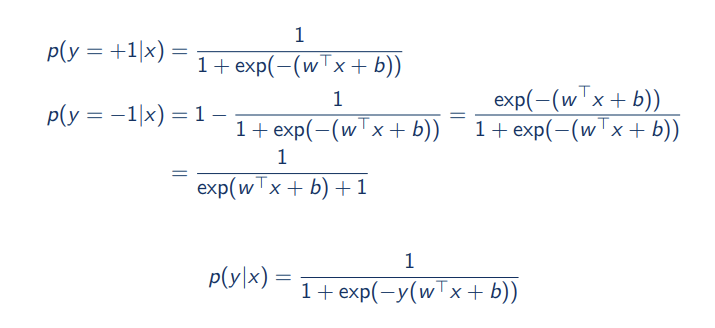 p(y = +1|x) = 1 / (1 + exp(−(w⊤x + b)))
p(y = −1|x) = 1 − 1 / (1 + exp(−(w⊤x + b))) = exp(−(w⊤x + b)) / (1 + exp(−(w⊤x + b)))
= 1 / (exp(w⊤x + b) + 1)
p(y|x) = 1 / (1 + exp(−y(w⊤x + b)))